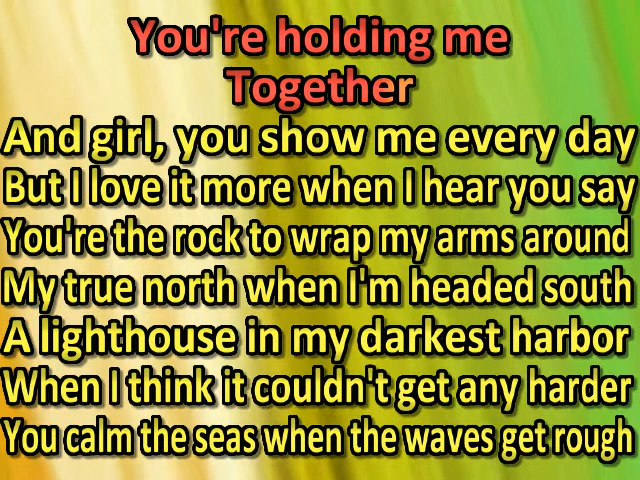 You're holding me
Together
And girl, you show me every day
But I love it more when I hear you say
You're the rock to wrap my arms around
My true north when I'm headed south
A lighthouse in my darkest harbor
When I think it couldn't get any harder
You calm the seas when the waves get rough